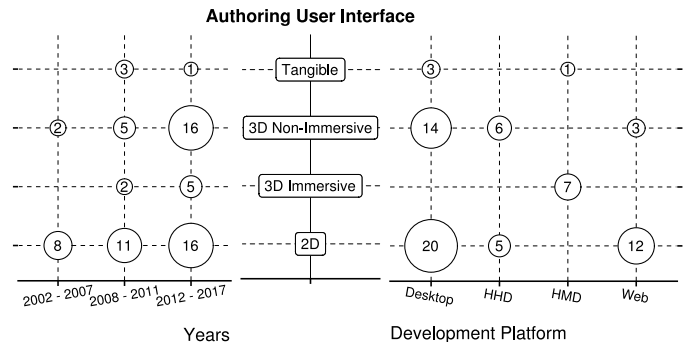 Authoring User Interface
3 1 Tangible 3 1
2 5 16 3D Non-Immersive 14 6 3
2 5 3D Immersive 7
8 11 16 2D 20 5 12
2002 - 2007 2008 - 2011 2012 - 2017 Desktop HHD HMD Web
Years Development Platform